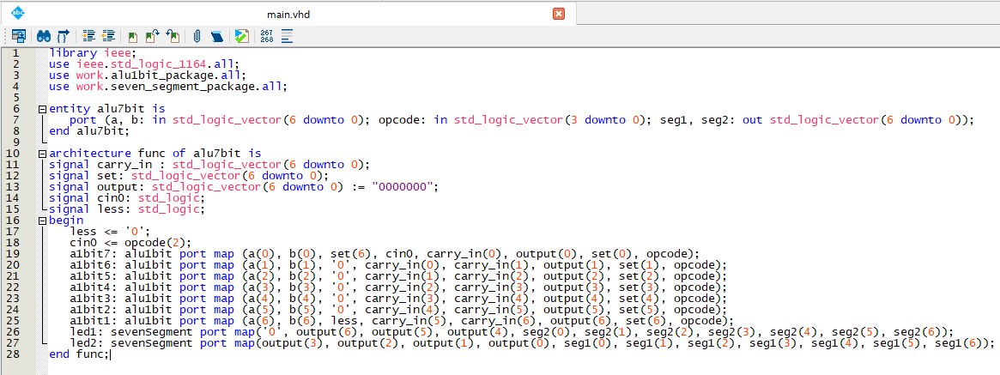 abc
main.vhd
267
268
1 library ieee;
2 use ieee.std_logic_1164.all;
3 use work.alu1bit_package.all;
4 use work.seven_segment_package.all;
5
6 entity alu7bit is
7    port (a, b: in std_logic_vector(6 downto 0); opcode: in std_logic_vector(3 downto 0); seg1, seg2: out std_logic_vector(6 downto 0));
8 end alu7bit;
9
10 architecture func of alu7bit is
11 signal carry_in : std_logic_vector(6 downto 0);
12 signal set: std_logic_vector(6 downto 0);
13 signal output: std_logic_vector(6 downto 0) := "0000000";
14 signal cin0: std_logic;
15 signal less: std_logic;
16 begin
17    less <= '0';
18    cin0 <= opcode(2);
19    a1bit7: alu1bit port map (a(0), b(0), set(6), cin0, carry_in(0), output(0), set(0), opcode);
20    a1bit6: alu1bit port map (a(1), b(1), '0', carry_in(0), carry_in(1), output(1), set(1), opcode);
21    a1bit5: alu1bit port map (a(2), b(2), '0', carry_in(1), carry_in(2), output(2), set(2), opcode);
22    a1bit4: alu1bit port map (a(3), b(3), '0', carry_in(2), carry_in(3), output(3), set(3), opcode);
23    a1bit3: alu1bit port map (a(4), b(4), '0', carry_in(3), carry_in(4), output(4), set(4), opcode);
24    a1bit2: alu1bit port map (a(5), b(5), '0', carry_in(4), carry_in(5), output(5), set(5), opcode);
25    a1bit1: alu1bit port map (a(6), b(6), less, carry_in(5), carry_in(6), output(6), set(6), opcode);
26    led1: sevenSegment port map('0', output(6), output(5), output(4), seg2(0), seg2(1), seg2(2), seg2(3), seg2(4), seg2(5), seg2(6));
27    led2: sevenSegment port map(output(3), output(2), output(1), output(0), seg1(0), seg1(1), seg1(2), seg1(3), seg1(4), seg1(5), seg1(6));
28 end func;